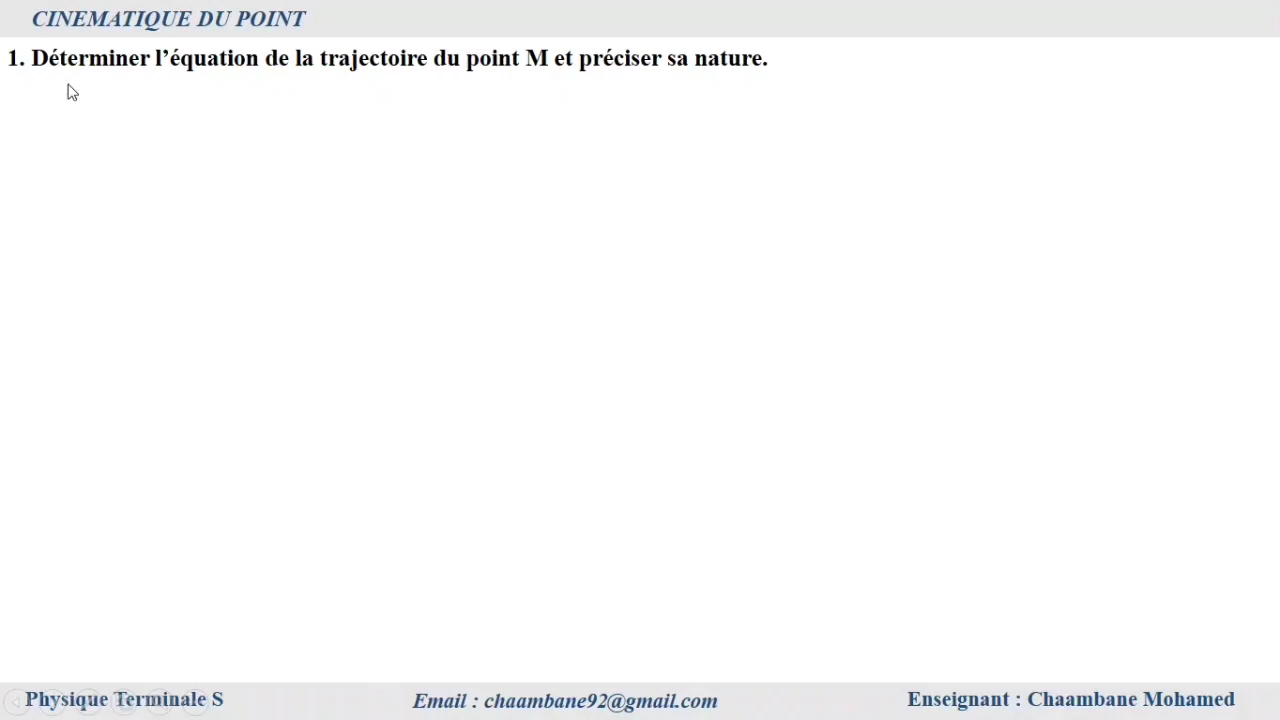 CINEMATIQUE DU POINT
1. Déterminer l’équation de la trajectoire du point M et préciser sa nature.
Physique Terminale S
Email : chaambane92@gmail.com
Enseignant : Chaambane Mohamed